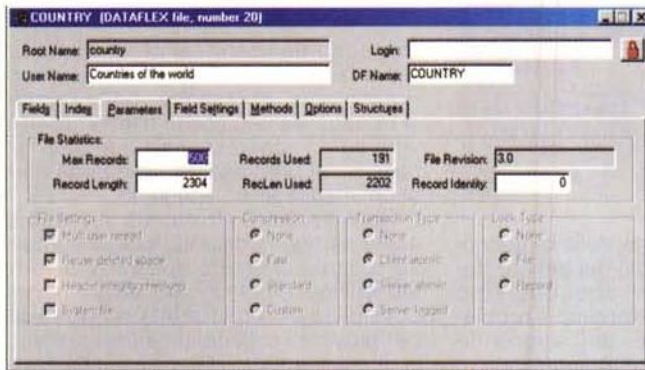 COUNTRY (DATAFLEX file, number 20)
Root Name: country
Login:
User Name: Countries of the world
DF Name: COUNTRY
Fields Index Parameters Field Settings Methods Options Structures
File Statistics:
Max Records: 500 Records Used: 191 File Revision: 3.0
Record Length: 2304 RecLen Used: 2202 Record Identity: 0
File Settings Compression Transaction Type Lock Type
Multi user reread None None None
Reuse deleted space Fast Client atomic File
Header integrity checking Standard Server atomic Record
System file Custom Server logged